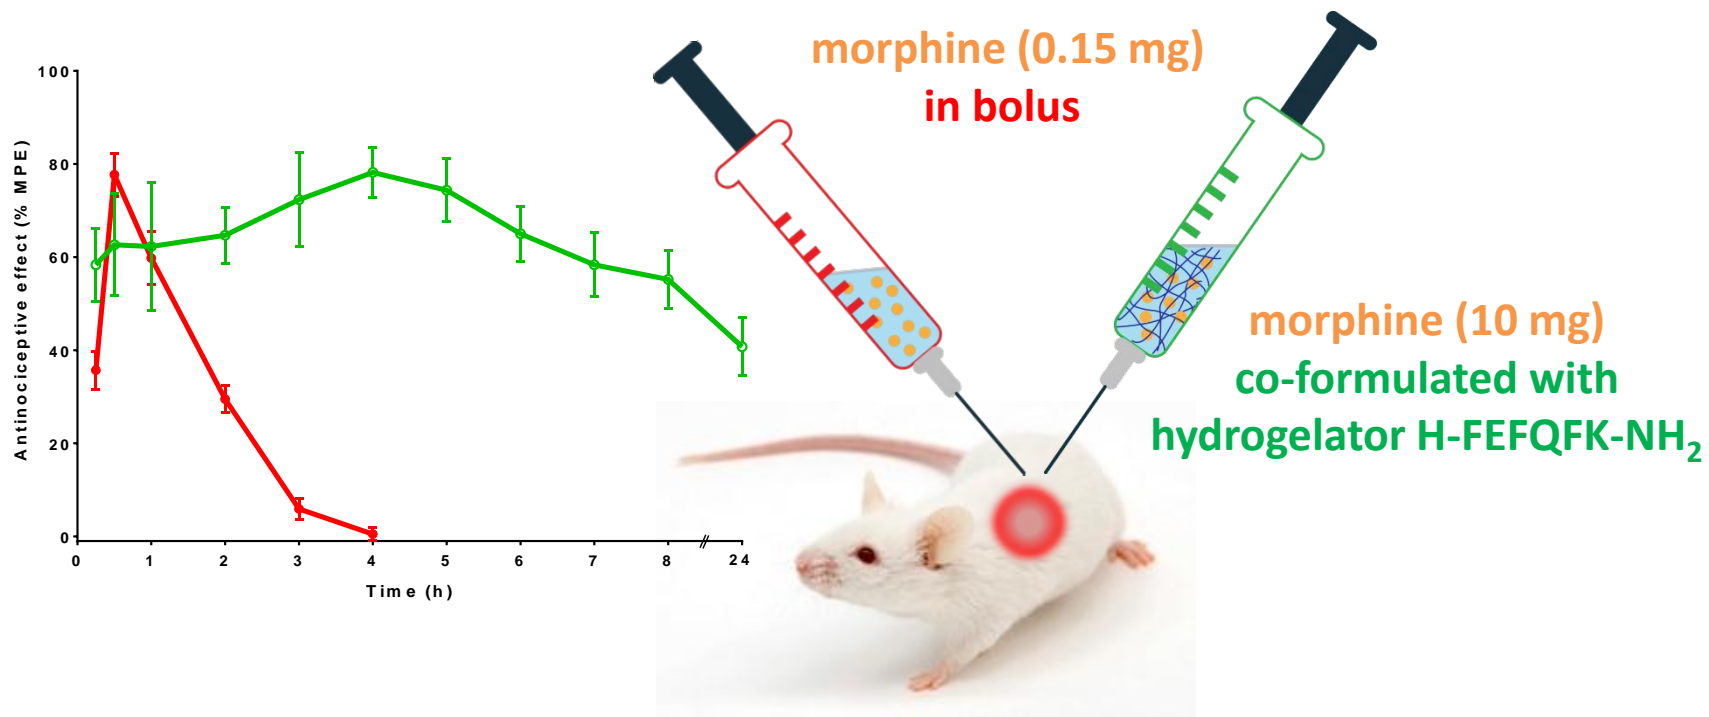 100
80
60
40
20
0
Antinociceptive effect (% MPE)
0 1 2 3 4 5 6 7 8 24
Time (h)
morphine (0.15 mg)
in bolus
morphine (10 mg)
co-formulated with
hydrogelator H-FEFQFK-NH₂